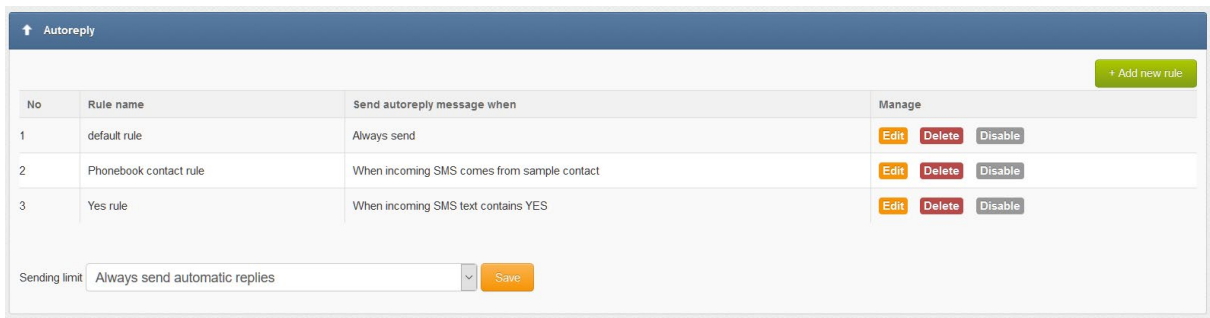 Autoreply
+ Add new rule
No Rule name Send autoreply message when Manage
1 default rule Always send Edit Delete Disable
2 Phonebook contact rule When incoming SMS comes from sample contact Edit Delete Disable
3 Yes rule When incoming SMS text contains YES Edit Delete Disable
Sending limit Always send automatic replies Save